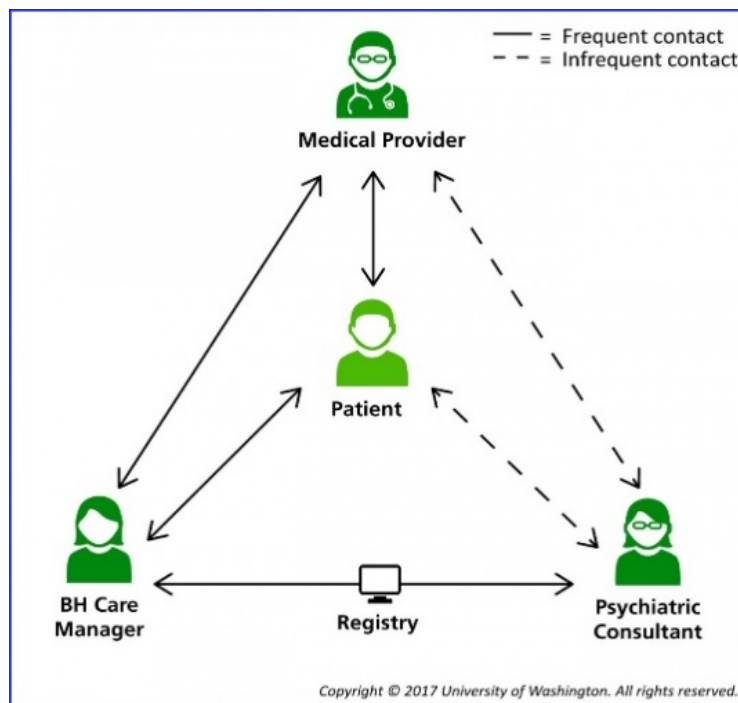 = Frequent contact
= Infrequent contact
Medical Provider
Patient
BH Care
Manager
Registry
Psychiatric
Consultant
Copyright © 2017 University of Washington. All rights reserved.